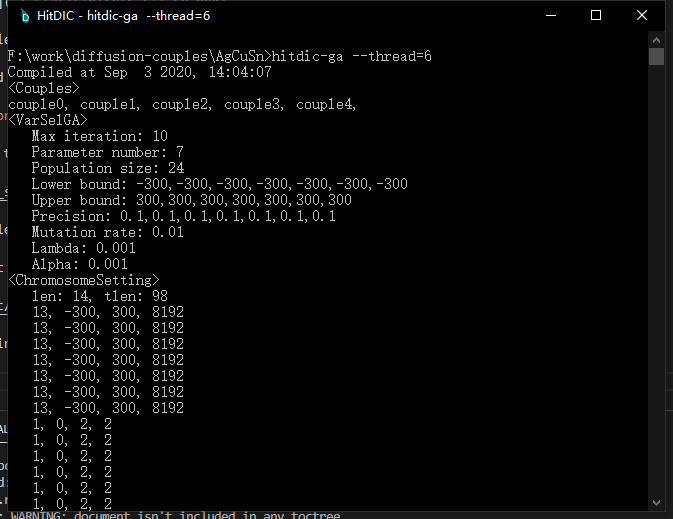 HitDIC - hitdic-ga --thread=6
F:\work\diffusion-couples\AgCuSn>hitdic-ga --thread=6
Compiled at Sep  3 2020, 14:04:07
<Couples>
couple0, couple1, couple2, couple3, couple4,
<VarSelGA>
   Max iteration: 10
   Parameter number: 7
   Population size: 24
   Lower bound: -300,-300,-300,-300,-300,-300,-300
   Upper bound: 300,300,300,300,300,300,300
   Precision: 0.1,0.1,0.1,0.1,0.1,0.1,0.1
   Mutation rate: 0.01
   Lambda: 0.001
   Alpha: 0.001
<ChromosomeSetting>
   len: 14, tlen: 98
   13, -300, 300, 8192
   13, -300, 300, 8192
   13, -300, 300, 8192
   13, -300, 300, 8192
   13, -300, 300, 8192
   13, -300, 300, 8192
   13, -300, 300, 8192
   1, 0, 2, 2
   1, 0, 2, 2
   1, 0, 2, 2
   1, 0, 2, 2
   1, 0, 2, 2
   1, 0, 2, 2
: WARNING: document isn't included in any toctree